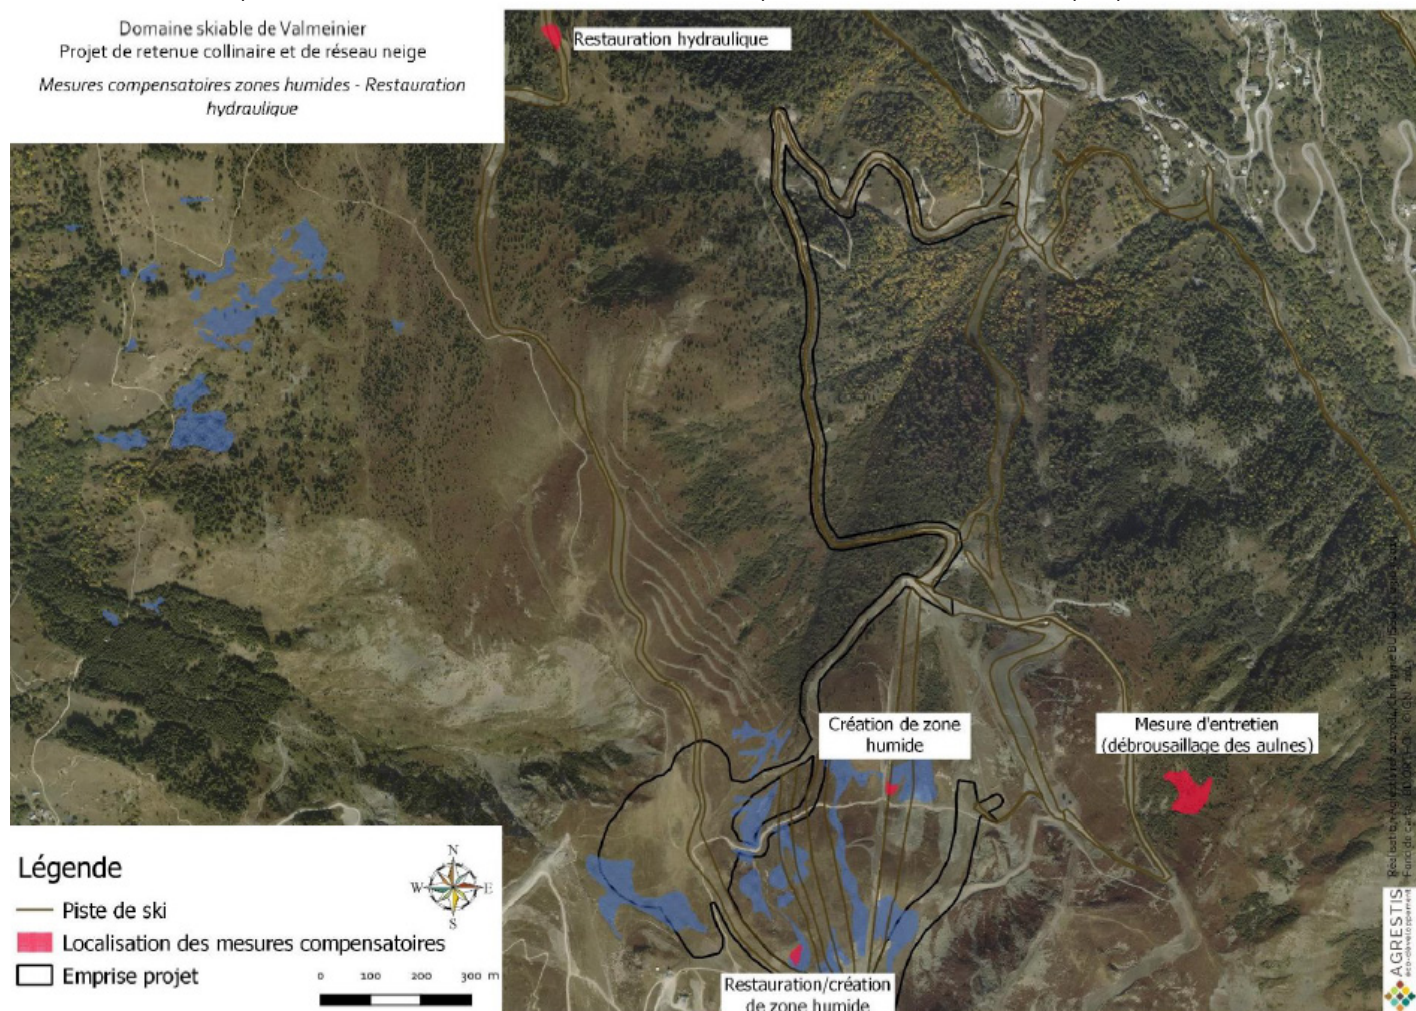 Domaine skiable de Valmeinier
Projet de retenue collinaire et de réseau neige
Mesures compensatoires zones humides - Restauration
hydraulique
Restauration hydraulique
Création de zone
humide
Mesure d'entretien
(débrousaillage des aulnes)
Restauration/création
de zone humide
Légende
Piste de ski
Localisation des mesures compensatoires
Emprise projet
N
W
E
S
0 100 200 300 m
AGRESTIS
éco-développement